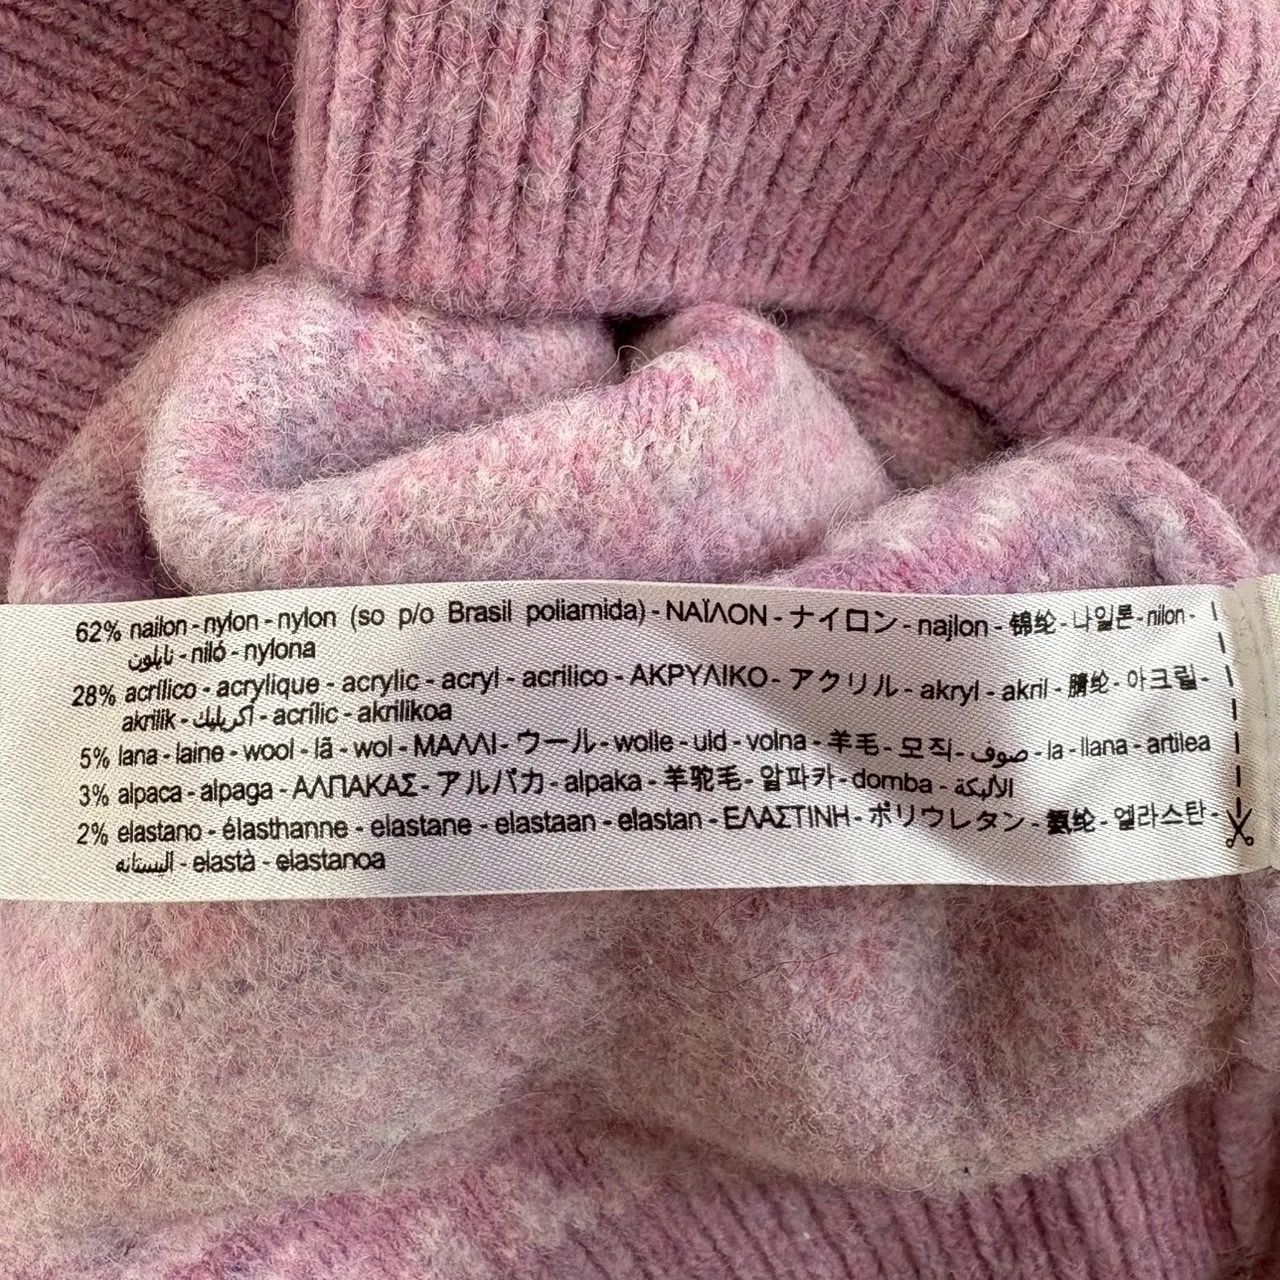 62% nailon - nylon - nylon (so p/o Brasil poliamida) - ΝΑΪΛΟΝ - ナイロン - najlon - 锦纶 - 나일론 - nilon -
نايلون - niló - nylona
28% acrílico - acrylique - acrylic - acryl - acrilico - ΑΚΡΥΛΙΚΟ - アクリル - akryl - akril - 腈纶 - 아크릴 -
akrilik - أكريليك - acrílic - akrilikoa
5% lana - laine - wool - lã - wol - ΜΑΛΛΙ - ウール - wolle - uld - volna - 羊毛 - 모직 - صوف - la - llana - artilea
3% alpaca - alpaga - ΑΛΠΑΚΑΣ - アルパカ - alpaka - 羊驼毛 - 알파카 - domba - الألبكة
2% elastano - élasthanne - elastane - elastaan - elastan - ΕΛΑΣΤΙΝΗ - ポリウレタン - 氨纶 - 엘라스탄 -
اليستانه - elastà - elastanoa